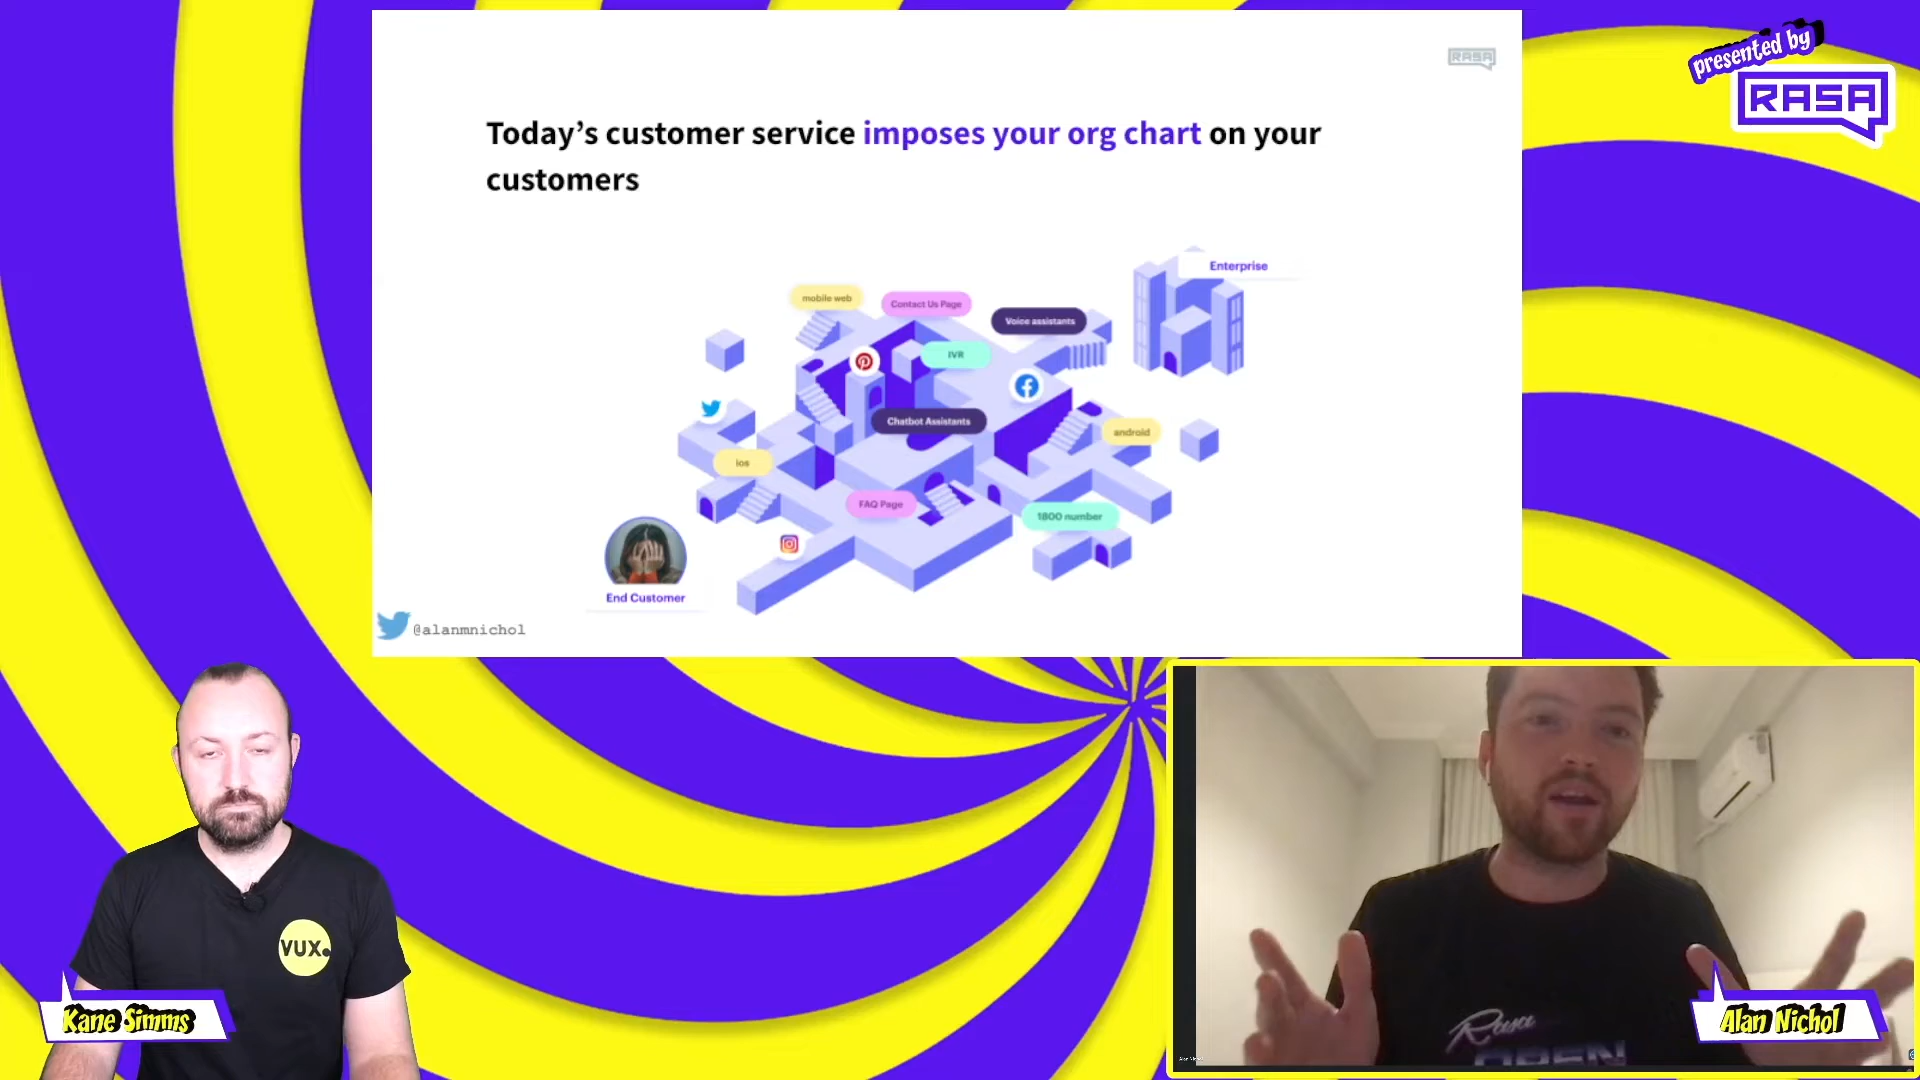 presented by
RASA
RASA
Today's customer service imposes your org chart on your
customers
Enterprise
mobile web
Contact Us Page
Voice assistants
IVR
Chatbot Assistants
android
ios
FAQ Page
1800 number
End Customer
@alanmnichol
VUX.
Kane Simms
Rasa
OPEN
Alan Nichol